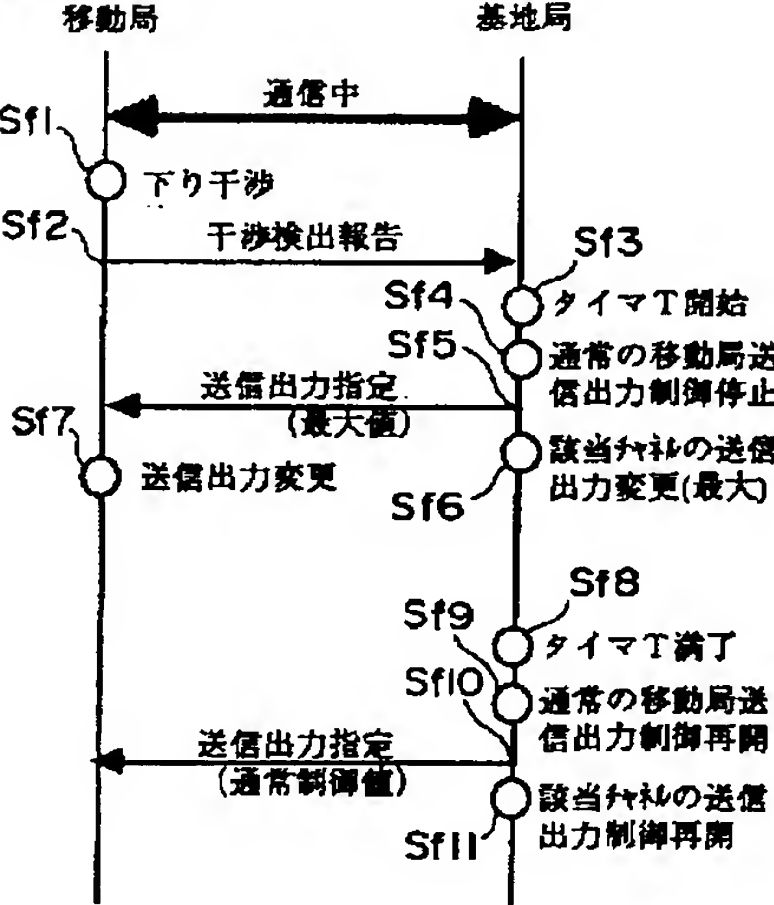 移動局
基地局
通信中
Sf1
下り干渉
Sf2
干渉検出報告
Sf3
タイマT開始
Sf4
通常の移動局送
信出力制御停止
Sf5
送信出力指定
(最大値)
Sf7
送信出力変更
該当チャネルの送信
出力変更(最大)
Sf6
Sf8
タイマT満了
Sf9
通常の移動局送
信出力制御再開
Sf10
送信出力指定
(通常制御値)
該当チャネルの送信
出力制御再開
Sf11